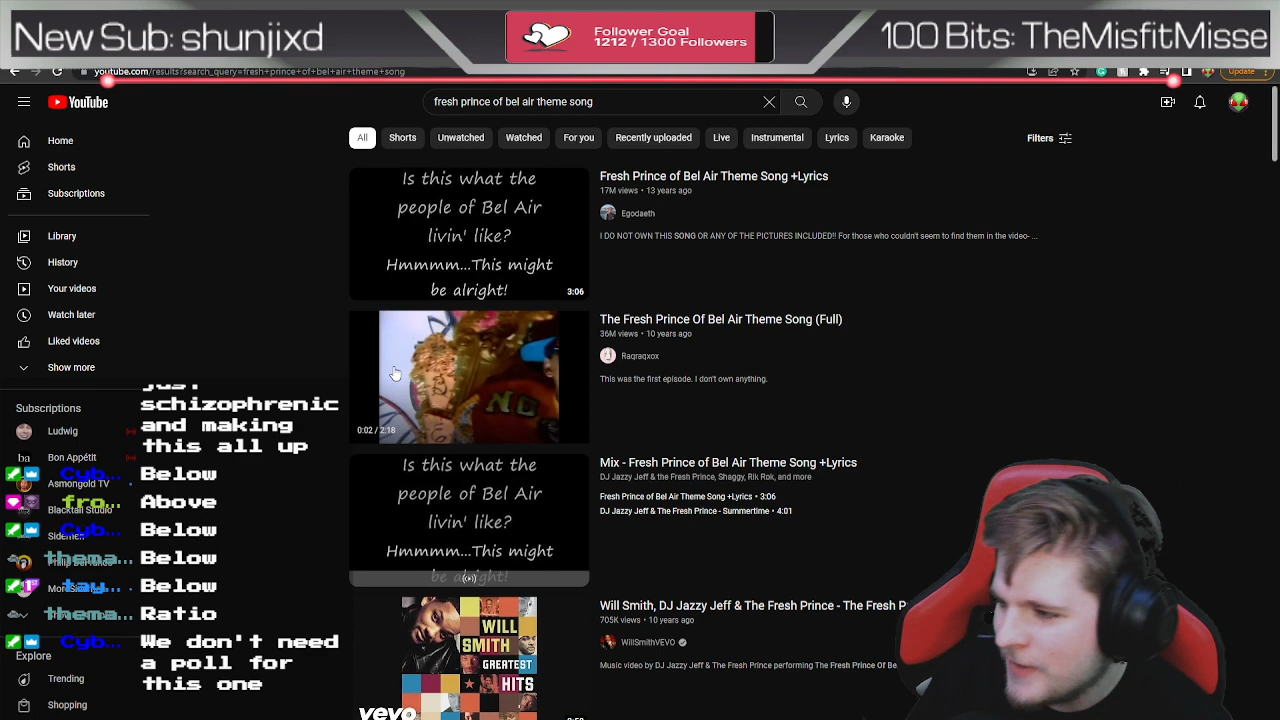 New Sub: shunjixd
Follower Goal
1212 / 1300 Followers
100 Bits: TheMisfitMisse
youtube.com/results?search_query=fresh+prince+of+bel+air+theme+song
Update
YouTube
fresh prince of bel air theme song
All
Shorts
Unwatched
Watched
For you
Recently uploaded
Live
Instrumental
Lyrics
Karaoke
Filters
Home
Shorts
Subscriptions
Library
History
Your videos
Watch later
Liked videos
Show more
Subscriptions
Ludwig
Bon Appétit
Asmongold TV
Blacktail Studio
Explore
Trending
Shopping
Is this what the
people of Bel Air
livin' like?
Hmmmm...This might
be alright!
3:06
Fresh Prince of Bel Air Theme Song +Lyrics
17M views • 13 years ago
Egodaeth
I DO NOT OWN THIS SONG OR ANY OF THE PICTURES INCLUDED!! For those who couldn't seem to find them in the video- ...
NC
0:02 / 2:18
The Fresh Prince Of Bel Air Theme Song (Full)
36M views • 10 years ago
Ragragxox
This was the first episode. I don't own anything.
Is this what the
people of Bel Air
livin' like?
Hmmmm...This might
be alright!
Mix - Fresh Prince of Bel Air Theme Song +Lyrics
DJ Jazzy Jeff & the Fresh Prince, Shaggy, Rik Rok, and more
Fresh Prince of Bel Air Theme Song +Lyrics • 3:06
DJ Jazzy Jeff & The Fresh Prince - Summertime • 4:01
WILL
SMITH
GREATEST
HITS
vevo
Will Smith, DJ Jazzy Jeff & The Fresh Prince - The Fresh P
705K views • 10 years ago
WillSmithVEVO
Music video by DJ Jazzy Jeff & The Fresh Prince performing The Fresh Prince Of Be
just
schizophrenic
and making
this all up
Cyb... Below
fro... Above
Cyb... Below
thema... Below
tay... Below
thema... Ratio
Cyb... We don't need
a poll for
this one